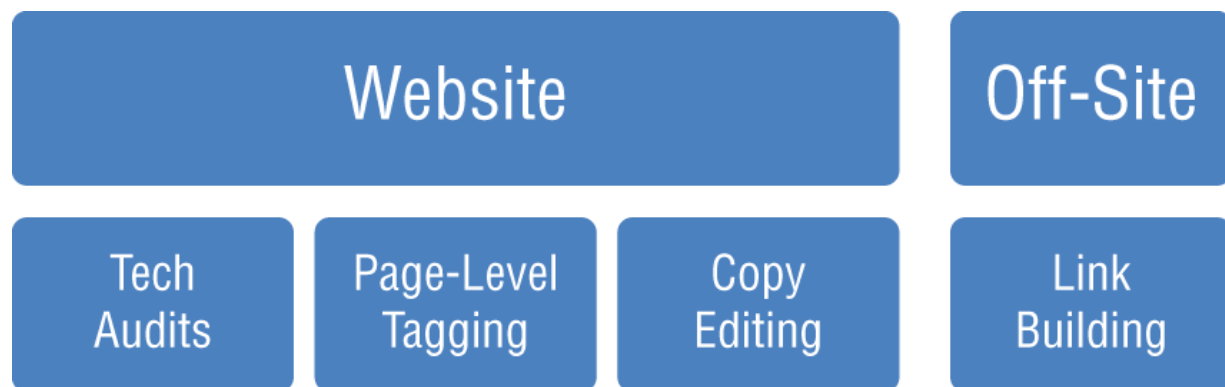 Website
Off-Site
Tech
Audits
Page-Level
Tagging
Copy
Editing
Link
Building